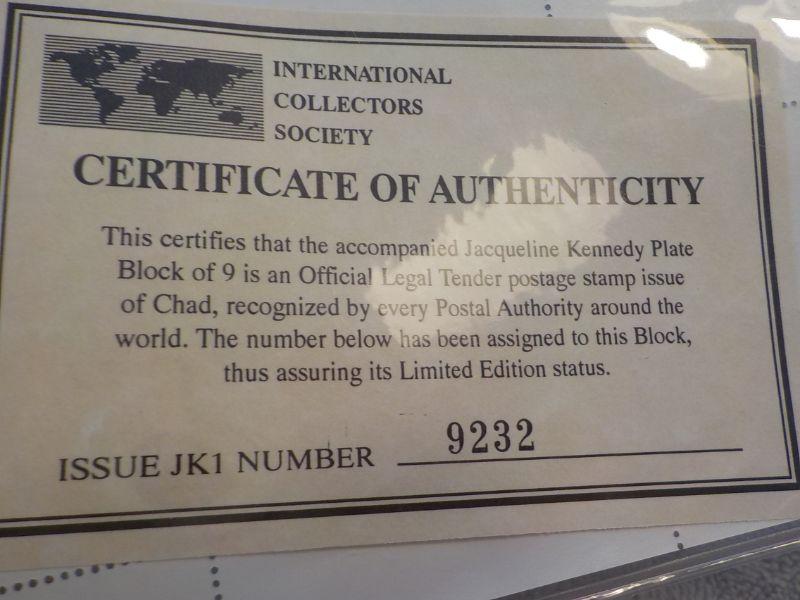 INTERNATIONAL
COLLECTORS
SOCIETY
CERTIFICATE OF AUTHENTICITY
This certifies that the accompanied Jacqueline Kennedy Plate
Block of 9 is an Official Legal Tender postage stamp issue
of Chad, recognized by every Postal Authority around the
world. The number below has been assigned to this Block,
thus assuring its Limited Edition status.
ISSUE JK1 NUMBER 9232